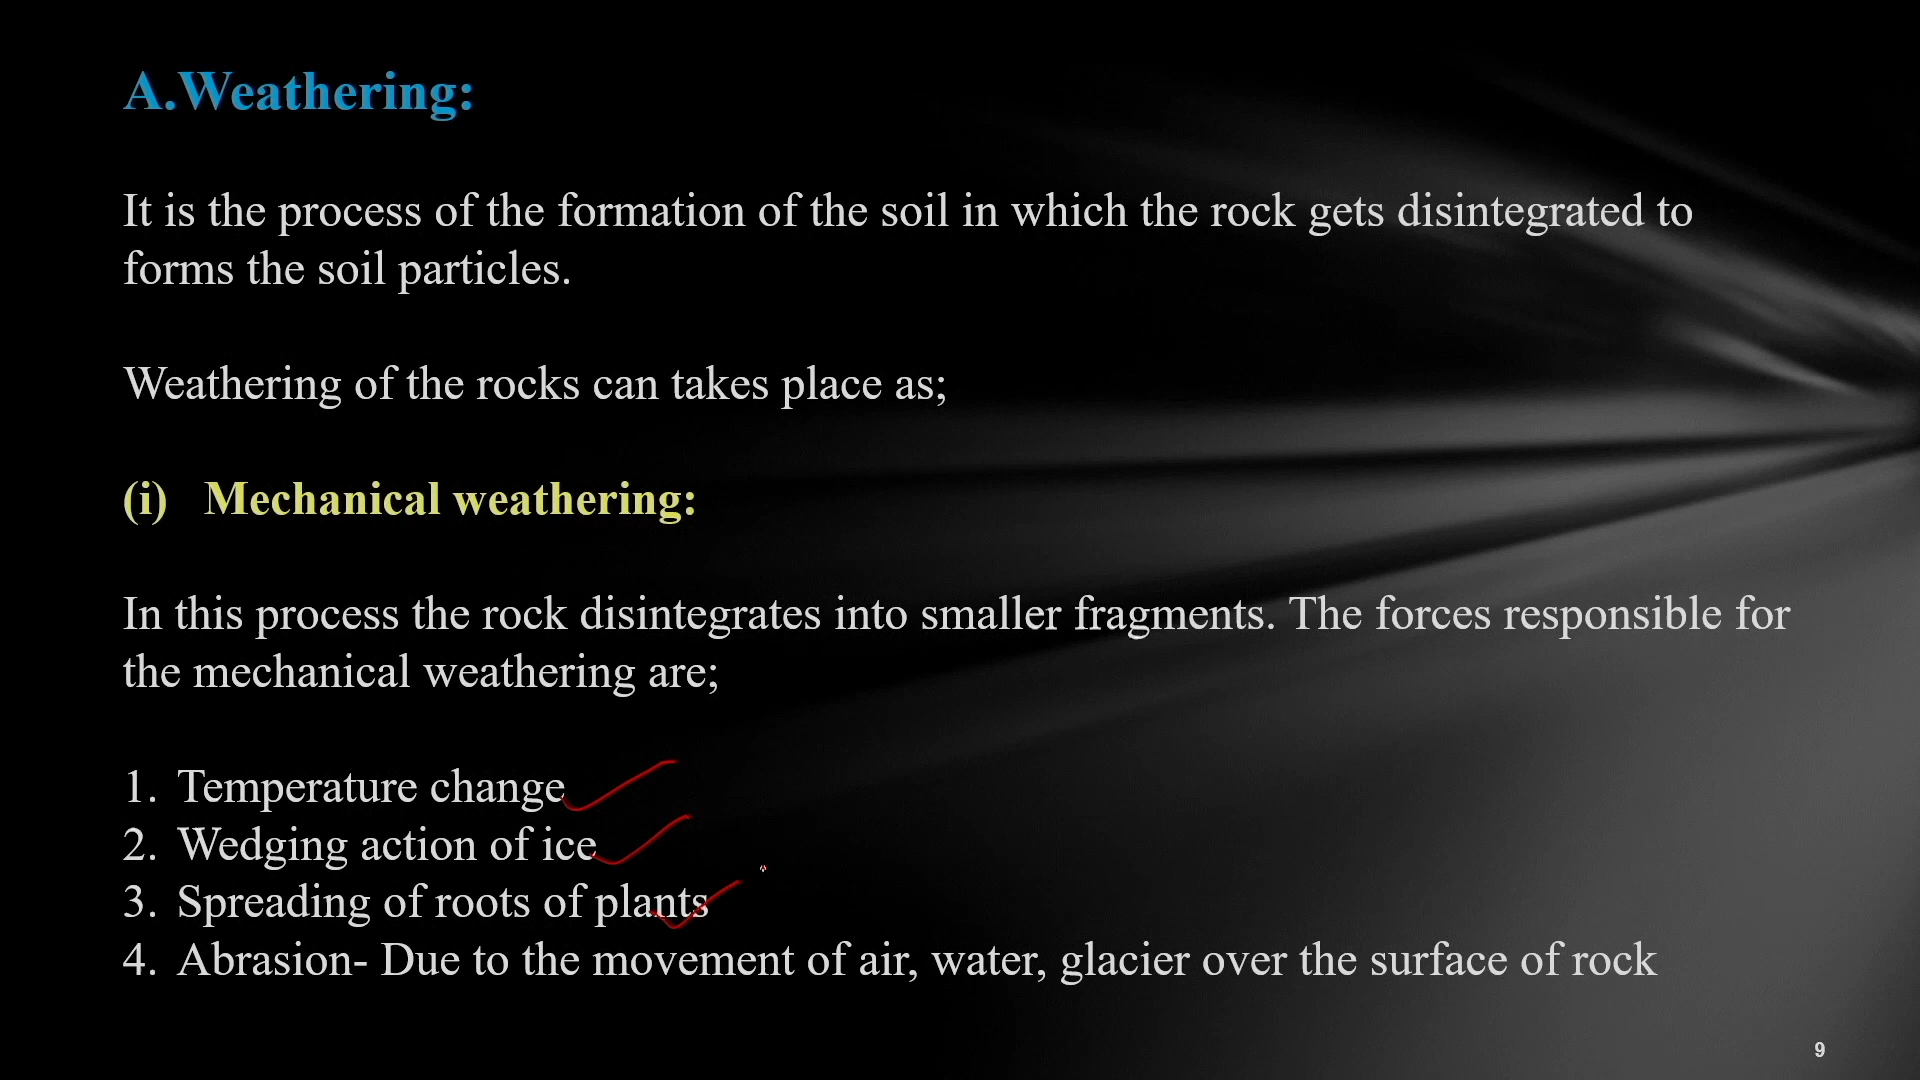 A.Weathering:
It is the process of the formation of the soil in which the rock gets disintegrated to
forms the soil particles.
Weathering of the rocks can takes place as;
(i) Mechanical weathering:
In this process the rock disintegrates into smaller fragments. The forces responsible for
the mechanical weathering are;
1. Temperature change
2. Wedging action of ice
3. Spreading of roots of plants
4. Abrasion- Due to the movement of air, water, glacier over the surface of rock
9